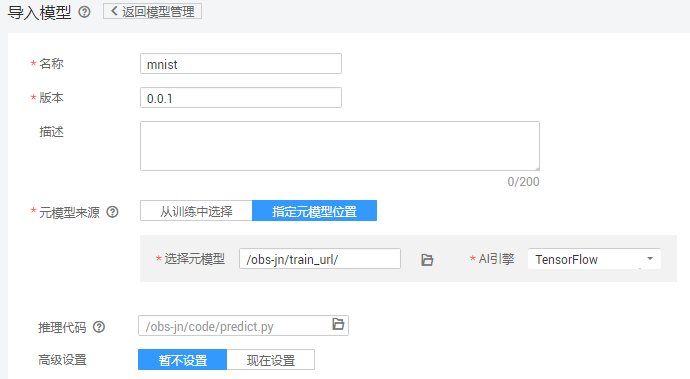 导入模型 返回模型管理
* 名称 mnist
* 版本 0.0.1
描述
0/200
* 元模型来源 从训练中选择 指定元模型位置
* 选择元模型 /obs-jn/train_url/ * AI引擎 TensorFlow
推理代码 /obs-jn/code/predict.py
高级设置 暂不设置 现在设置